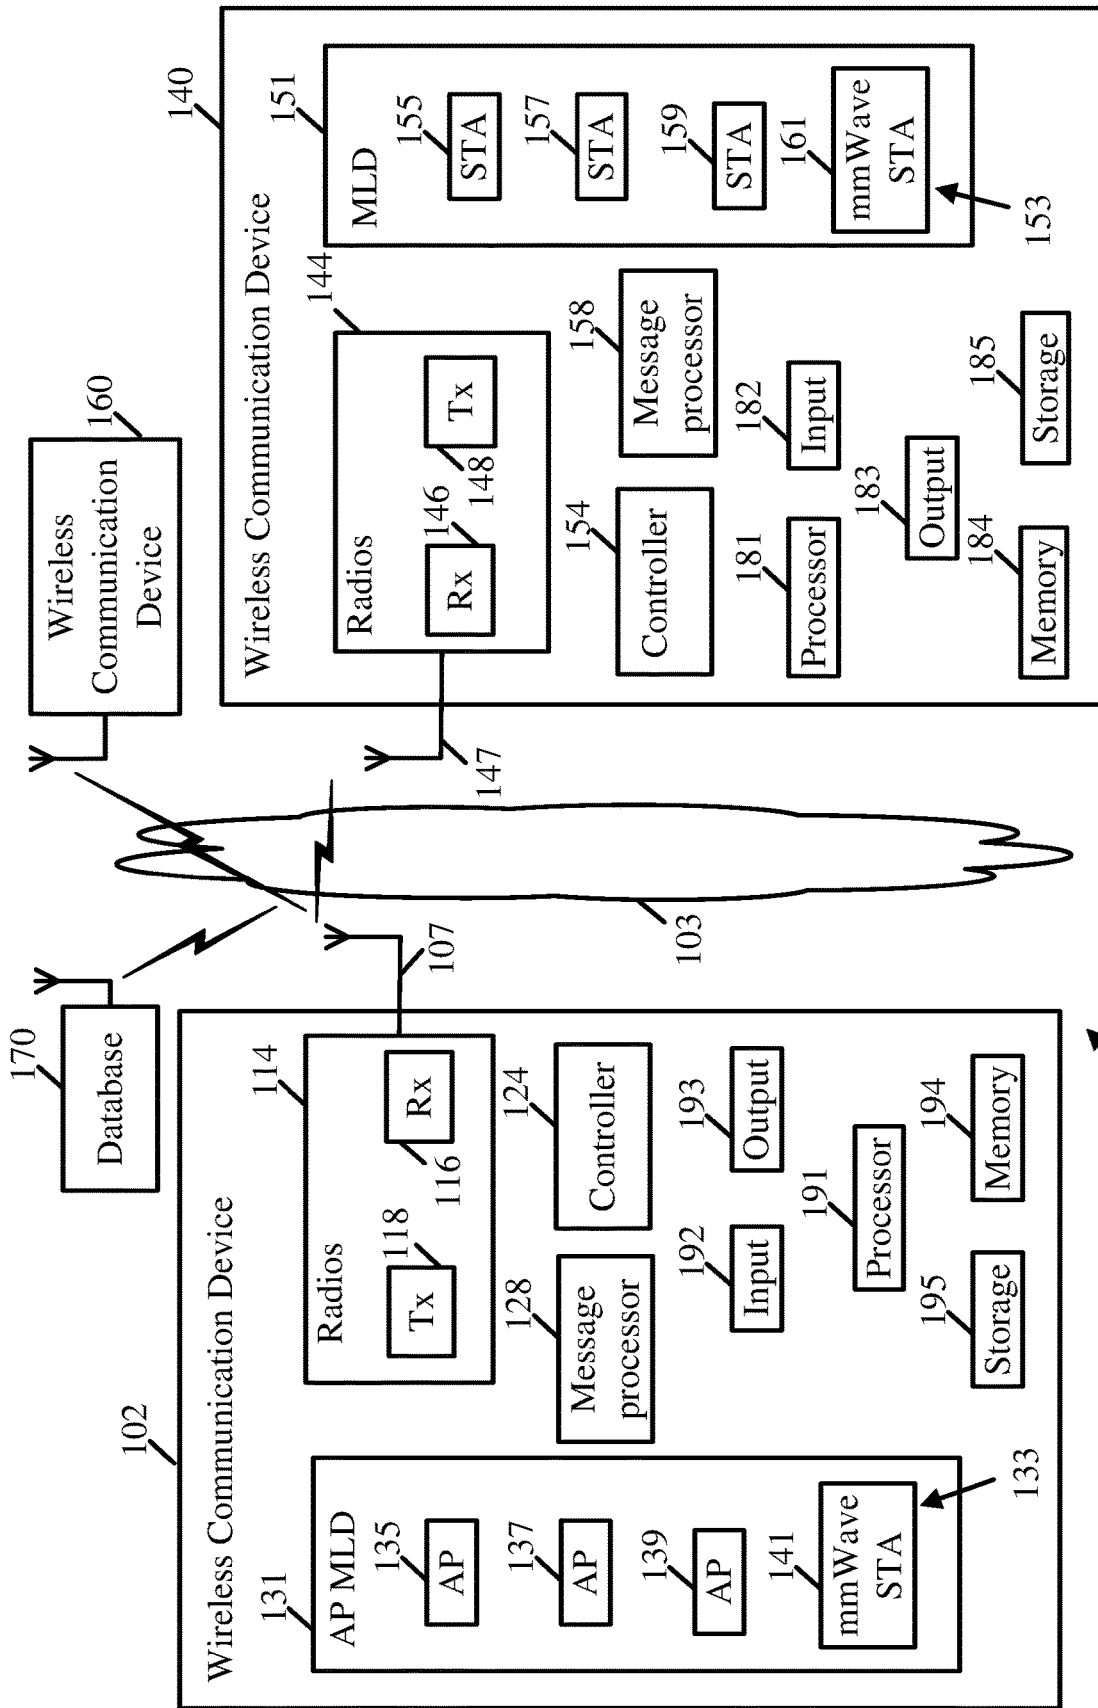 170
Database
160
Wireless
Communication
Device
102
Wireless Communication Device
131
AP MLD
135
AP
137
AP
139
AP
141
mmWave
STA
133
114
Radios
118
Tx
116
Rx
107
128
Message
processor
124
Controller
192
Input
193
Output
191
Processor
195
Storage
194
Memory
103
140
Wireless Communication Device
144
Radios
146
Rx
148
Tx
147
154
Controller
158
Message
processor
181
Processor
182
Input
183
Output
184
Memory
185
Storage
151
MLD
155
STA
157
STA
159
STA
161
mmWave
STA
153